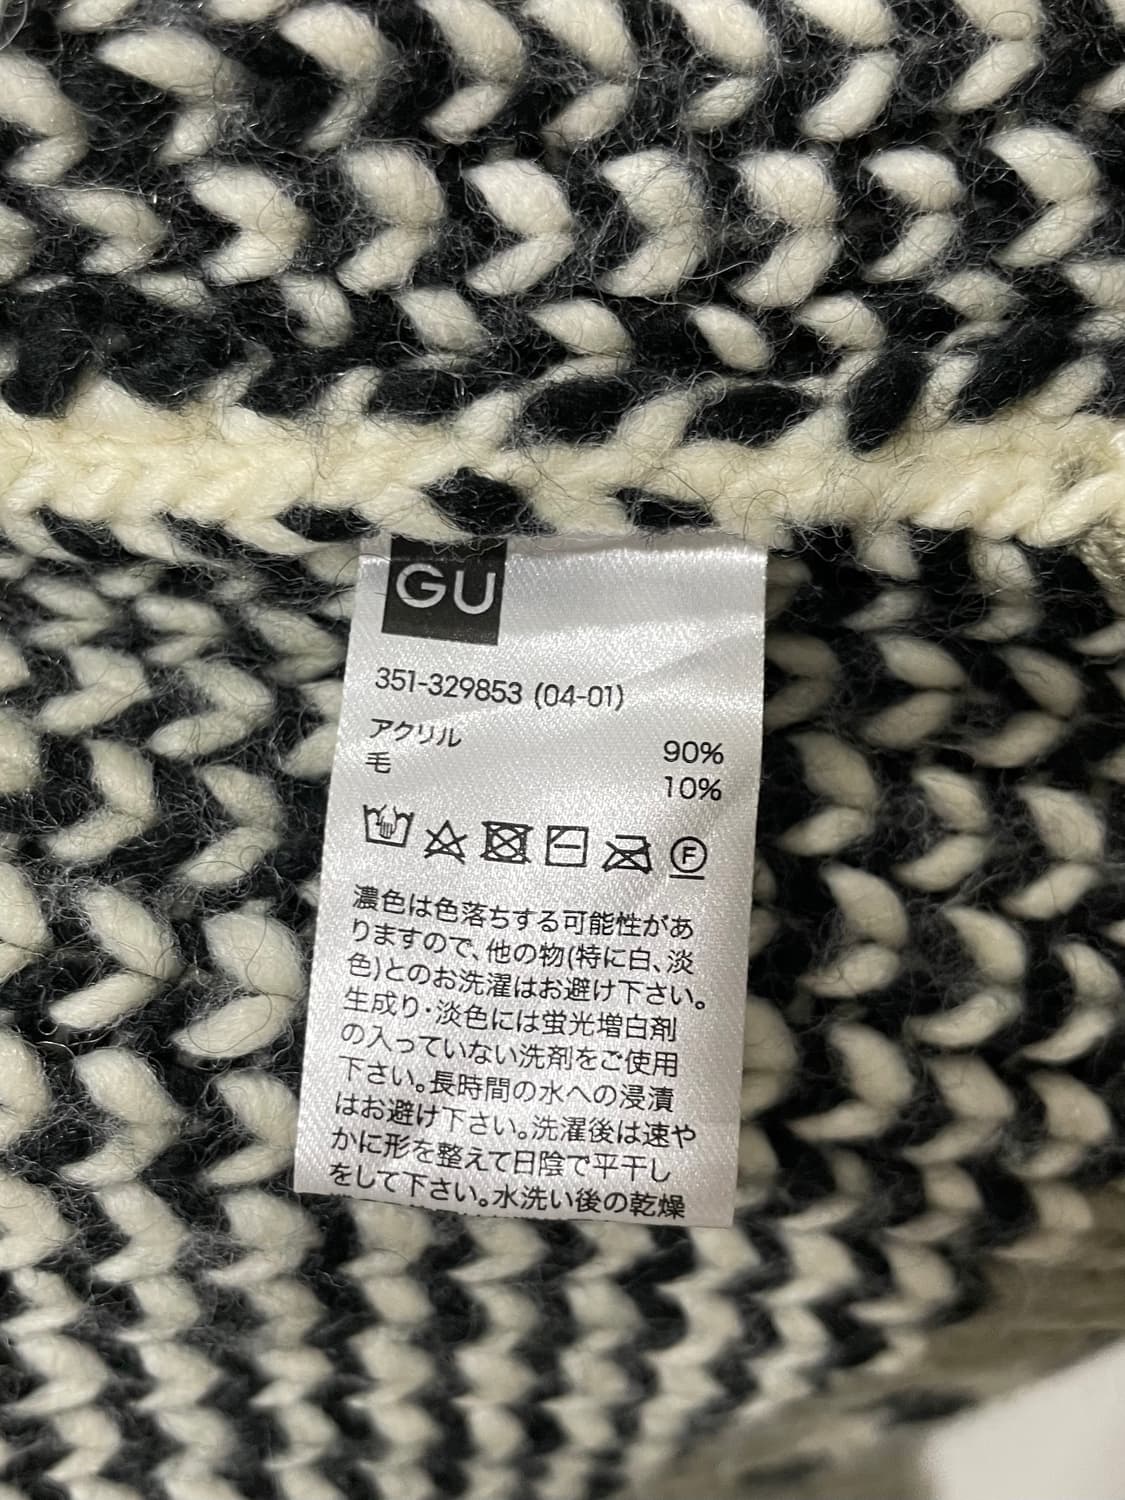 GU
351-329853 (04-01)
アクリル 90%
毛 10%
F
濃色は色落ちする可能性があ
りますので、他の物(特に白、淡
色)とのお洗濯はお避け下さい。
生成り・淡色には蛍光増白剤
の入っていない洗剤をご使用
下さい。長時間の水への浸漬
はお避け下さい。洗濯後は速や
かに形を整えて日陰で平干し
をして下さい。水洗い後の乾燥